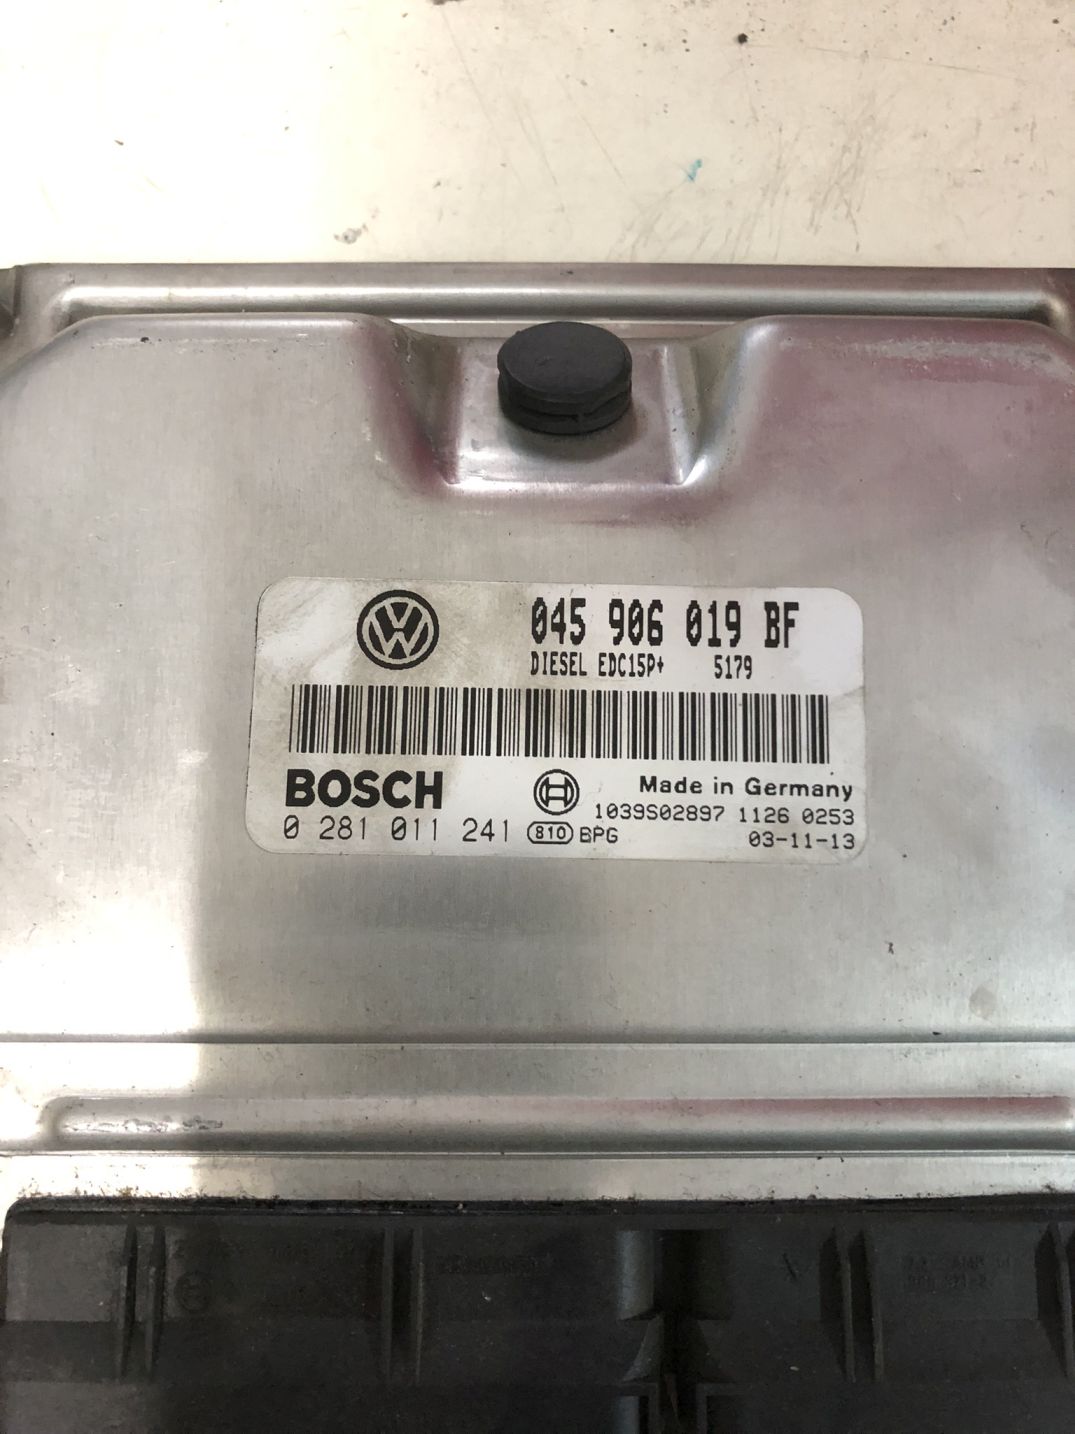 045 906 019 BF
DIESEL EDC15P+ 5179
BOSCH
Made in Germany
1039S02897 1126 0253
0 281 011 241 810 BPG
03-11-13